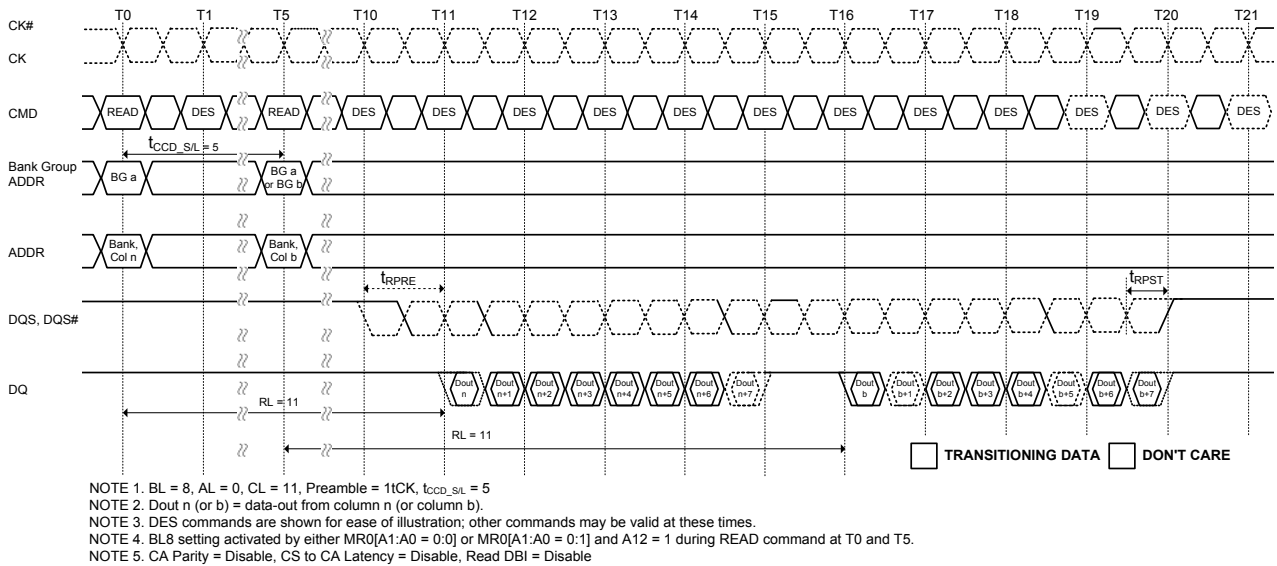 T0 T1 T5 T10 T11 T12 T13 T14 T15 T16 T17 T18 T19 T20 T21
CK#
CK
CMD READ DES READ DES DES DES DES DES DES DES DES DES DES DES DES
tCCD_S/L = 5
Bank Group
ADDR
BG a
BG a
or BG b
ADDR
Bank,
Col n
Bank,
Col b
tRPRE
tRPST
DQS, DQS#
DQ
Dout
n
Dout
n+1
Dout
n+2
Dout
n+3
Dout
n+4
Dout
n+5
Dout
n+6
Dout
n+7
Dout
b
Dout
b+1
Dout
b+2
Dout
b+3
Dout
b+4
Dout
b+5
Dout
b+6
Dout
b+7
RL = 11
RL = 11
TRANSITIONING DATA DON'T CARE
NOTE 1. BL = 8, AL = 0, CL = 11, Preamble = 1tCK, tCCD_S/L = 5
NOTE 2. Dout n (or b) = data-out from column n (or column b).
NOTE 3. DES commands are shown for ease of illustration; other commands may be valid at these times.
NOTE 4. BL8 setting activated by either MR0[A1:A0 = 0:0] or MR0[A1:A0 = 0:1] and A12 = 1 during READ command at T0 and T5.
NOTE 5. CA Parity = Disable, CS to CA Latency = Disable, Read DBI = Disable